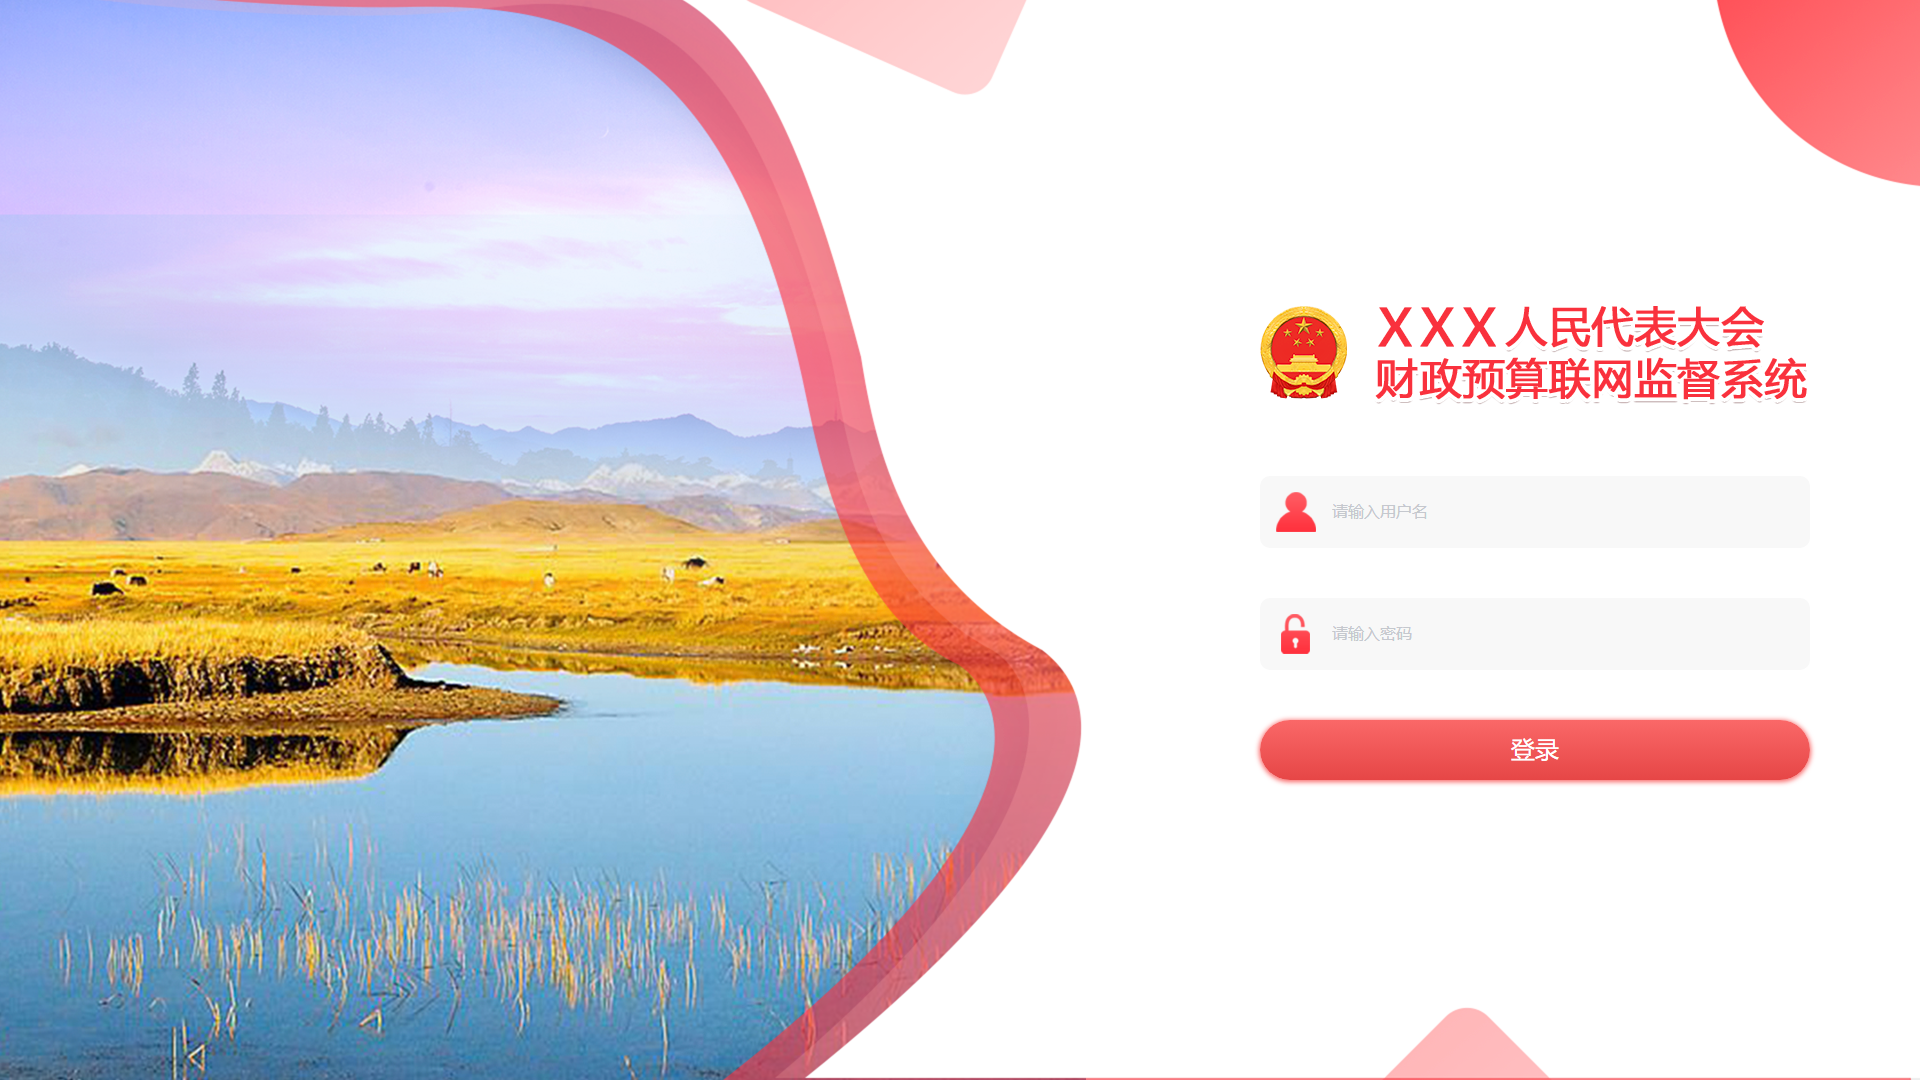 XXX人民代表大会
财政预算联网监督系统
请输入用户名
请输入密码
登录